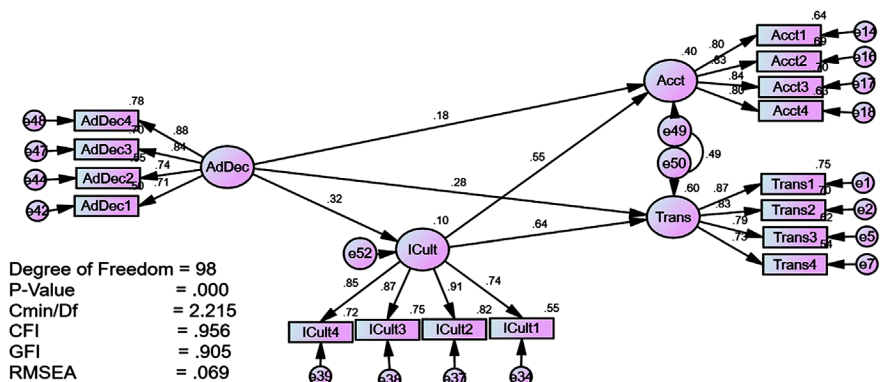 .64
Acct1
e14
.80
.40
.69
Acct2
e16
.83
.70
Acct
Acct3
e17
.84
.63
.80
Acct4
e18
.78
e48
AdDec4
.88
.70
e47
AdDec3
.84
.55
e44
AdDec2
.74
.50
e42
AdDec1
.71
AdDec
.18
e49
.49
e50
.55
.28
.32
.60
.75
Trans1
e1
.87
.70
Trans2
e2
.83
.62
Trans
Trans3
e5
.79
.54
Trans4
e7
.73
.10
.64
e52
ICult
.85
.87
.91
.74
.72
.75
.82
.55
ICult4
ICult3
ICult2
ICult1
e39
e38
e37
e34
Degree of Freedom = 98
P-Value = .000
Cmin/Df = 2.215
CFI = .956
GFI = .905
RMSEA = .069